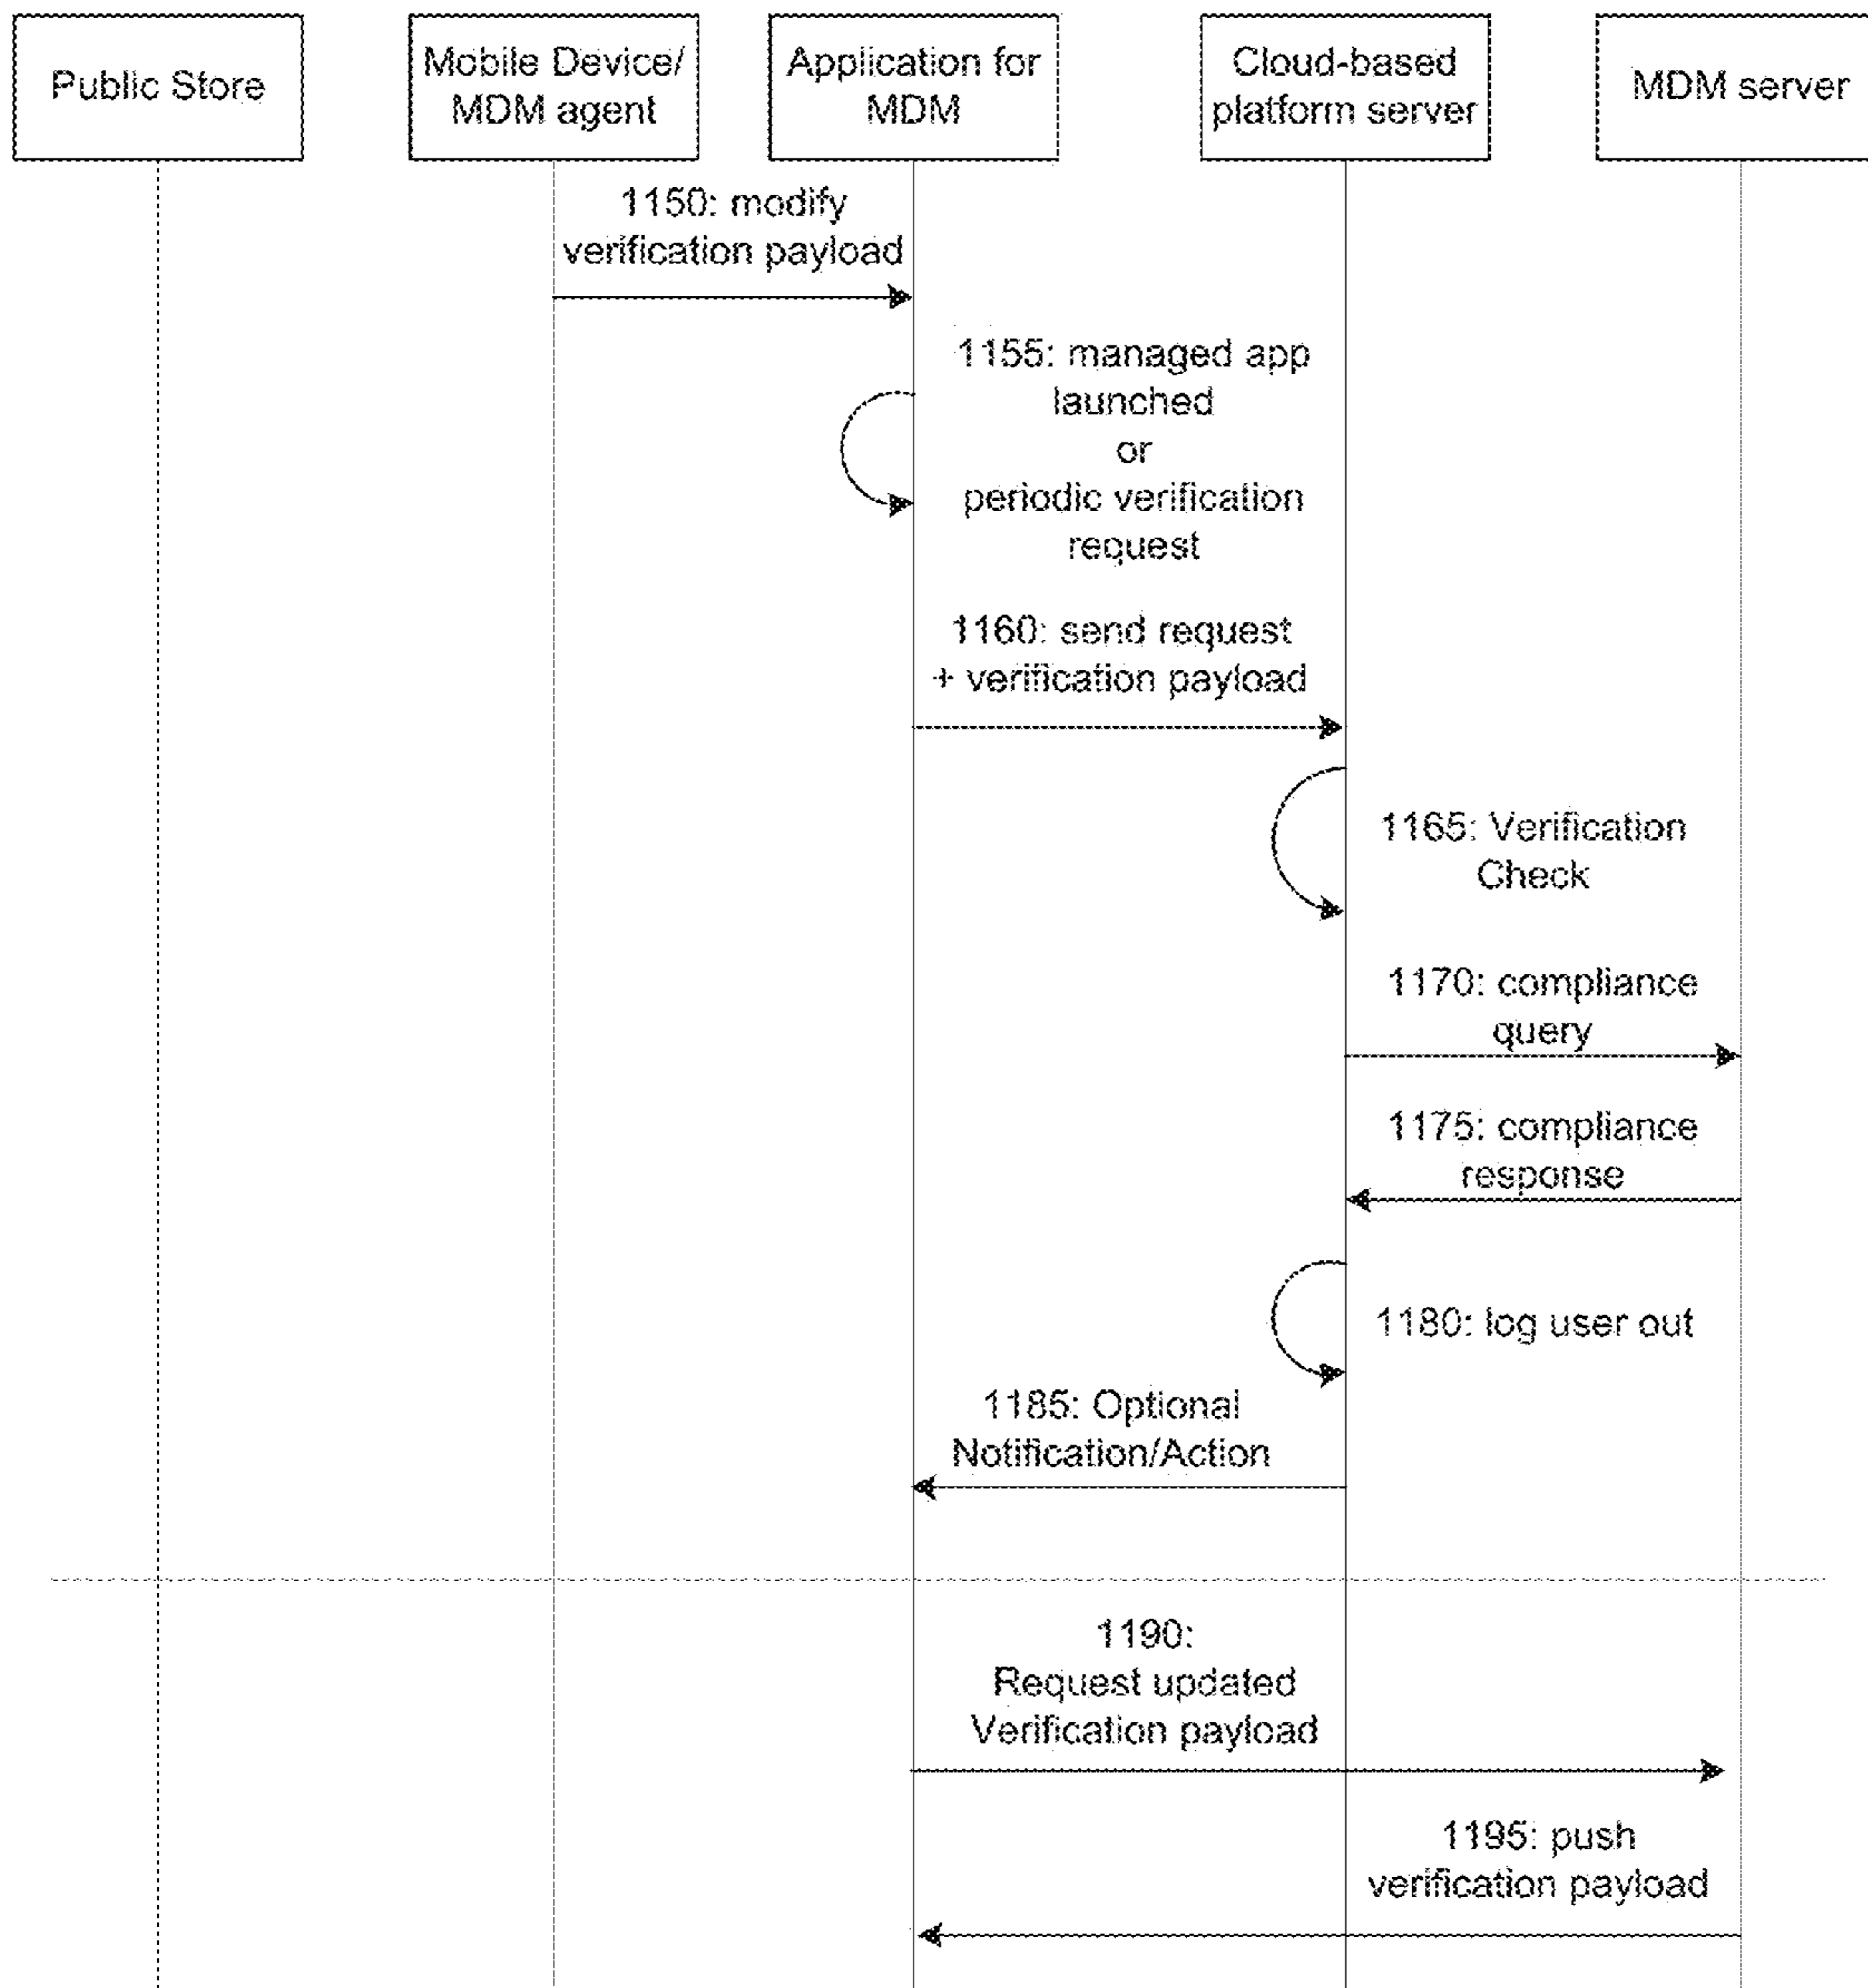 Public Store
Mobile Device/
MDM agent
Application for
MDM
Cloud-based
platform server
MDM server
1150: modify
verification payload
1155: managed app
launched
or
periodic verification
request
1160: send request
+ verification payload
1165: Verification
Check
1170: compliance
query
1175: compliance
response
1180: log user out
1185: Optional
Notification/Action
1190:
Request updated
Verification payload
1195: push
verification payload